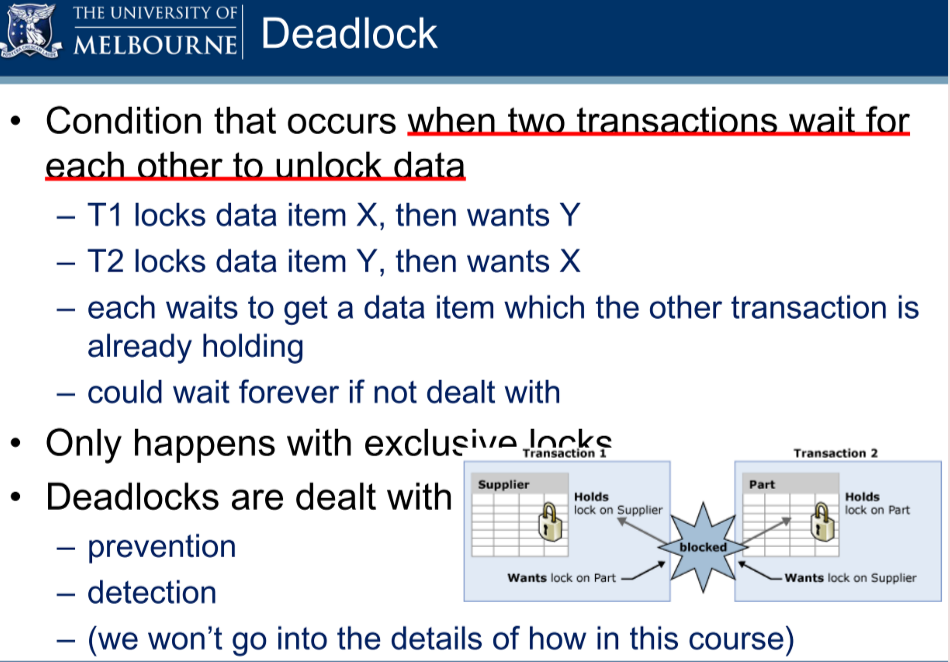 THE UNIVERSITY OF
MELBOURNE
Deadlock
• Condition that occurs when two transactions wait for
each other to unlock data
– T1 locks data item X, then wants Y
– T2 locks data item Y, then wants X
– each waits to get a data item which the other transaction is
already holding
– could wait forever if not dealt with
• Only happens with exclusive locks
• Deadlocks are dealt with
– prevention
– detection
– (we won't go into the details of how in this course)
Transaction 1
Supplier
Holds
lock on Supplier
Wants lock on Part
blocked
Transaction 2
Part
Holds
lock on Part
Wants lock on Supplier